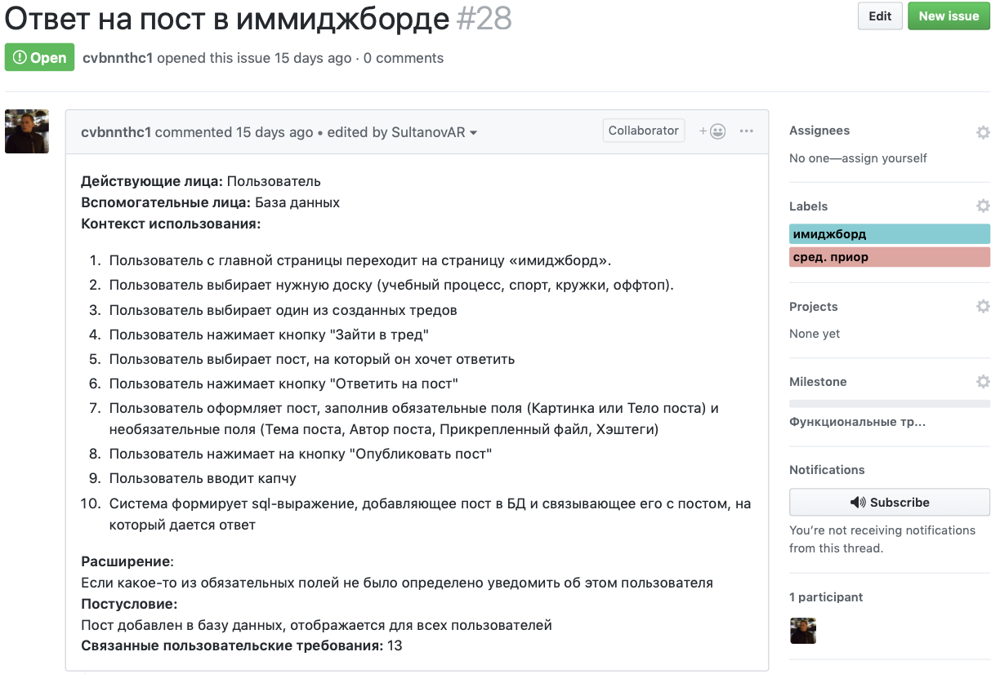 Ответ на пост в иммиджборде #28
Edit
New issue
Open
cvbnnthc1 opened this issue 15 days ago · 0 comments
cvbnnthc1 commented 15 days ago • edited by SultanovAR
Collaborator
Действующие лица: Пользователь
Вспомогательные лица: База данных
Контекст использования:
1. Пользователь с главной страницы переходит на страницу «имиджборд».
2. Пользователь выбирает нужную доску (учебный процесс, спорт, кружки, оффтоп).
3. Пользователь выбирает один из созданных тредов
4. Пользователь нажимает кнопку "Зайти в тред"
5. Пользователь выбирает пост, на который он хочет ответить
6. Пользователь нажимает кнопку "Ответить на пост"
7. Пользователь оформляет пост, заполнив обязательные поля (Картинка или Тело поста) и
необязательные поля (Тема поста, Автор поста, Прикрепленный файл, Хэштеги)
8. Пользователь нажимает на кнопку "Опубликовать пост"
9. Пользователь вводит капчу
10. Система формирует sql-выражение, добавляющее пост в БД и связывающее его с постом, на
который дается ответ
Расширение:
Если какое-то из обязательных полей не было определено уведомить об этом пользователя
Постусловие:
Пост добавлен в базу данных, отображается для всех пользователей
Связанные пользовательские требования: 13
Assignees
No one—assign yourself
Labels
имиджборд
сред. приор
Projects
None yet
Milestone
Функциональные тр...
Notifications
Subscribe
You’re not receiving notifications
from this thread.
1 participant